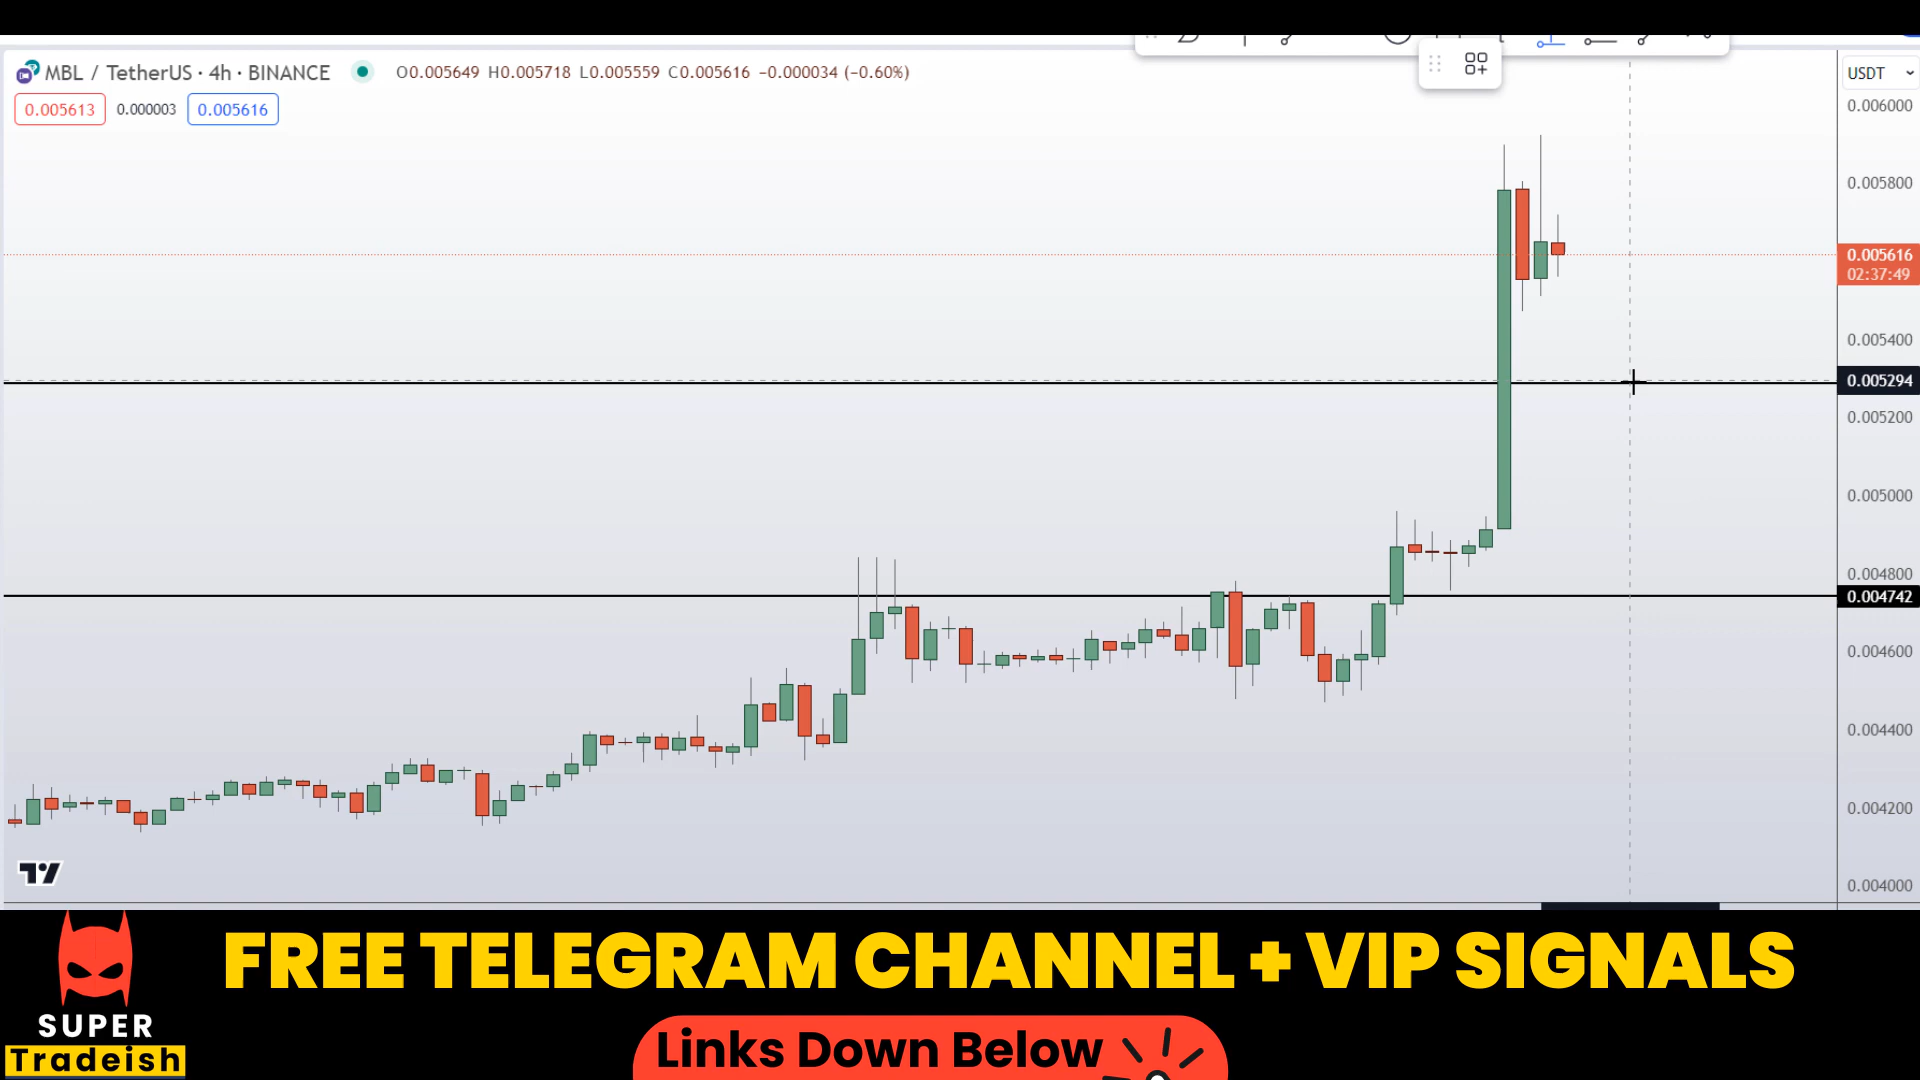 MBL / TetherUS · 4h · BINANCE O0.005649 H0.005718 L0.005559 C0.005616 −0.000034 (−0.60%)
USDT
0.005613 0.000003 0.005616
0.006000
0.005800
0.005616
02:37:49
0.005400
0.005294
0.005200
0.005000
0.004800
0.004742
0.004600
0.004400
0.004200
0.004000
FREE TELEGRAM CHANNEL + VIP SIGNALS
SUPER
Tradeish
Links Down Below